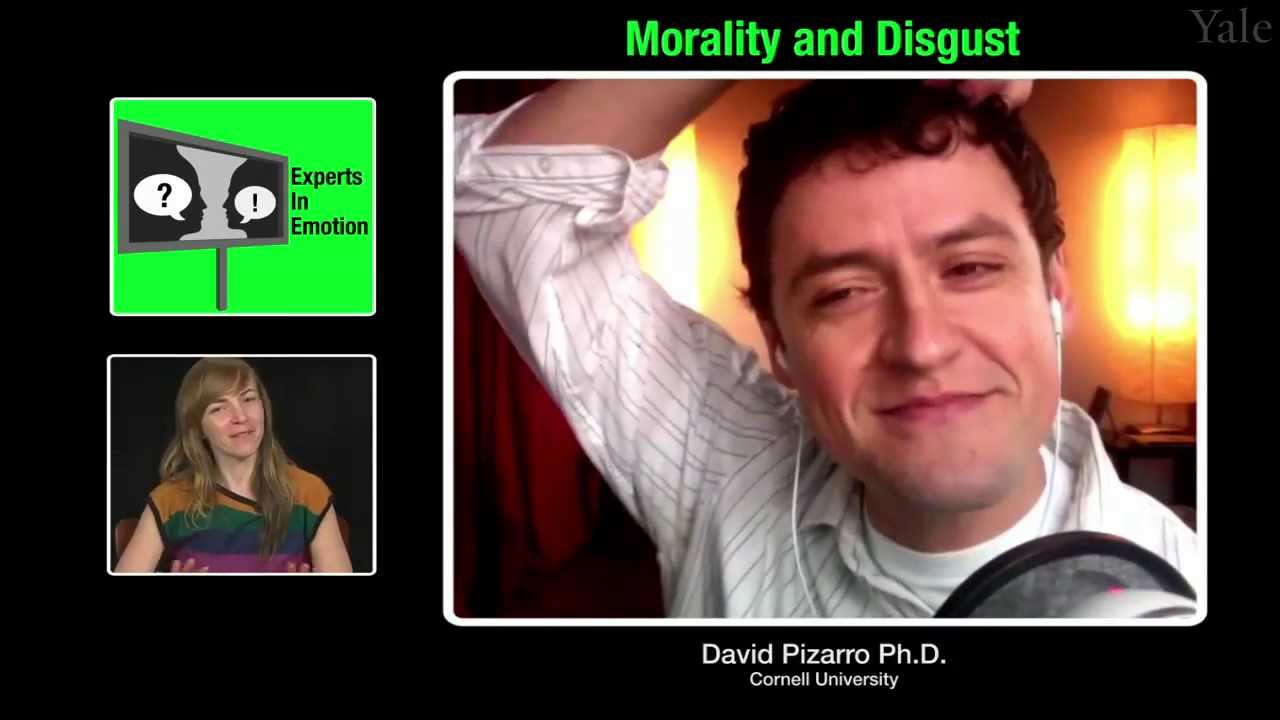 Yale
Morality and Disgust
?
!
Experts
In
Emotion
David Pizarro Ph.D.
Cornell University